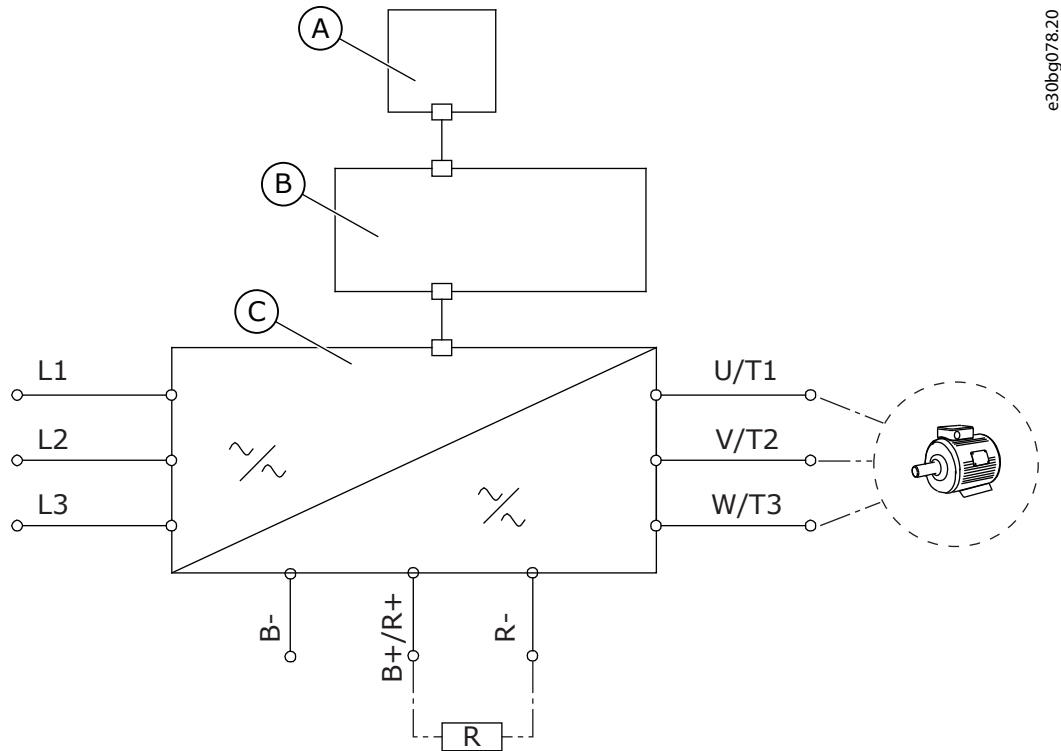 e30bg078.20
A
B
C
L1
U/T1
L2
V/T2
L3
W/T3
B-
B+/R+
R-
R